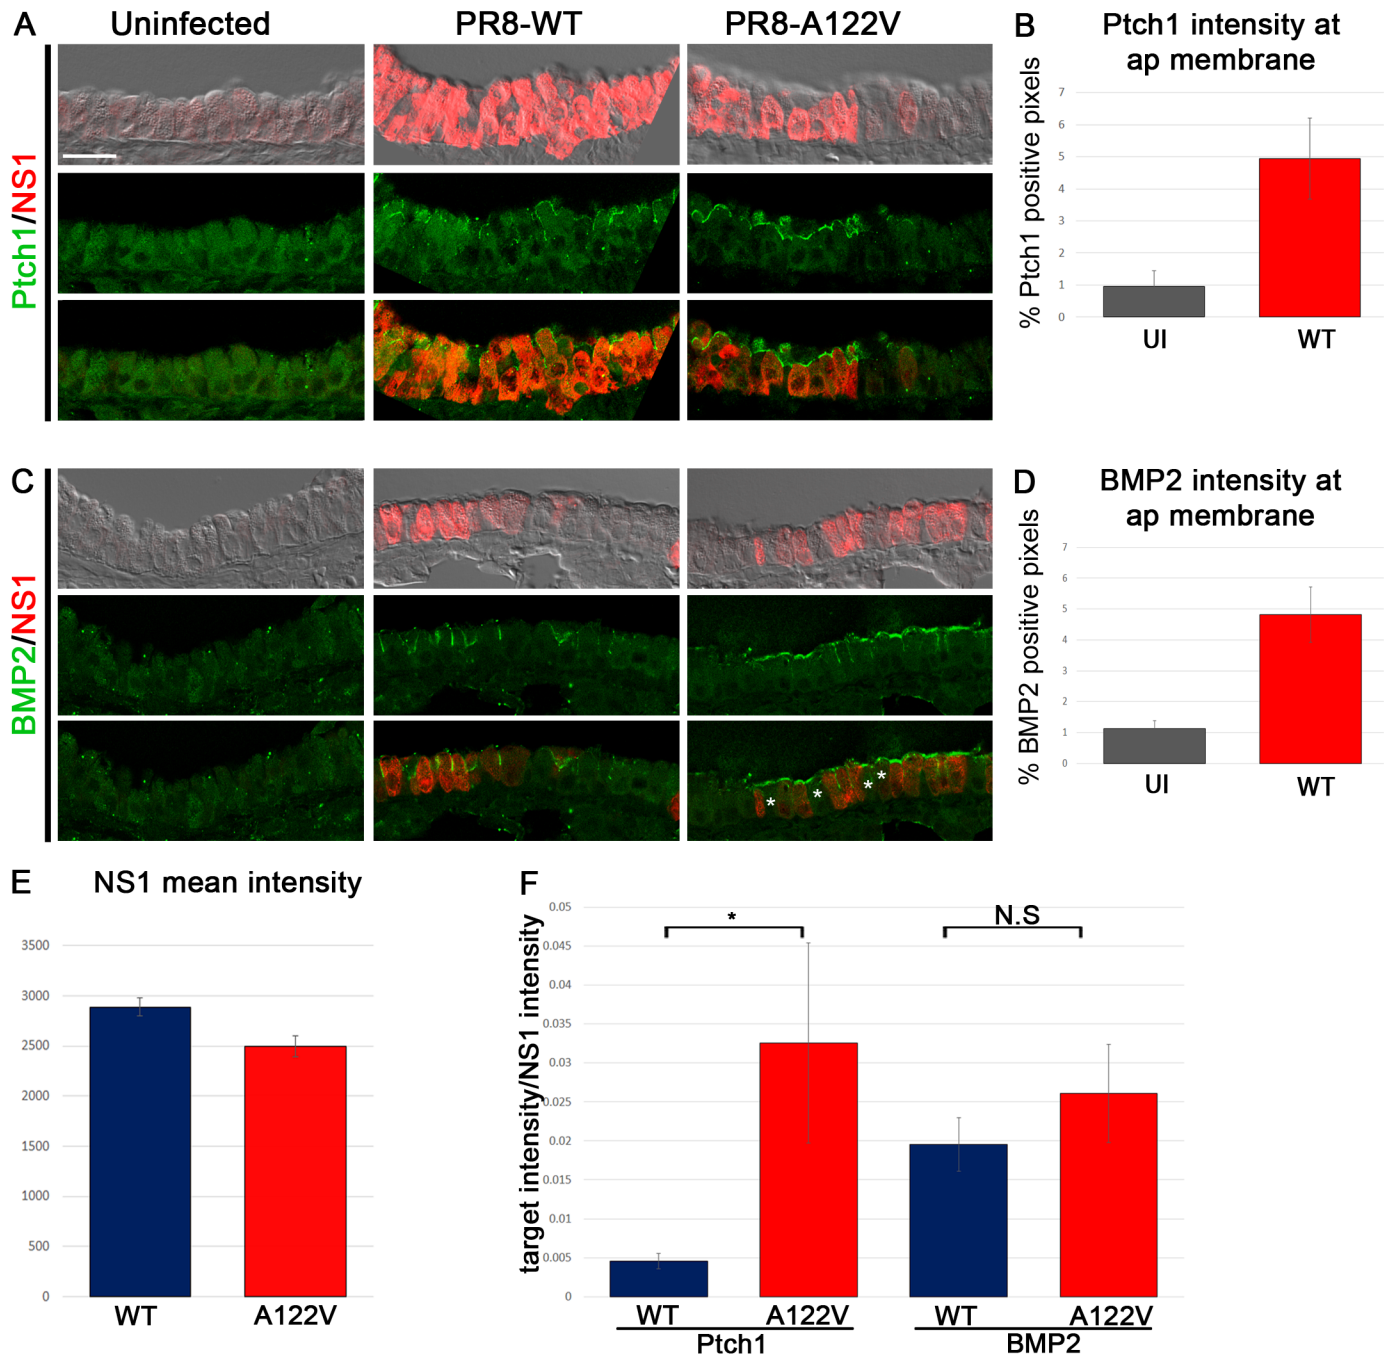 A
Uninfected
PR8-WT
PR8-A122V
Ptch1/NS1
B
Ptch1 intensity at
ap membrane
% Ptch1 positive pixels
7
6
5
4
3
2
1
0
UI
WT
C
BMP2/NS1
* * * *
D
BMP2 intensity at
ap membrane
% BMP2 positive pixels
7
6
5
4
3
2
1
0
UI
WT
E
NS1 mean intensity
3500
3000
2500
2000
1500
1000
500
0
WT
A122V
F
target intensity/NS1 intensity
0.05
0.045
0.04
0.035
0.03
0.025
0.02
0.015
0.01
0.005
0
*
N.S
WT
A122V
WT
A122V
Ptch1
BMP2